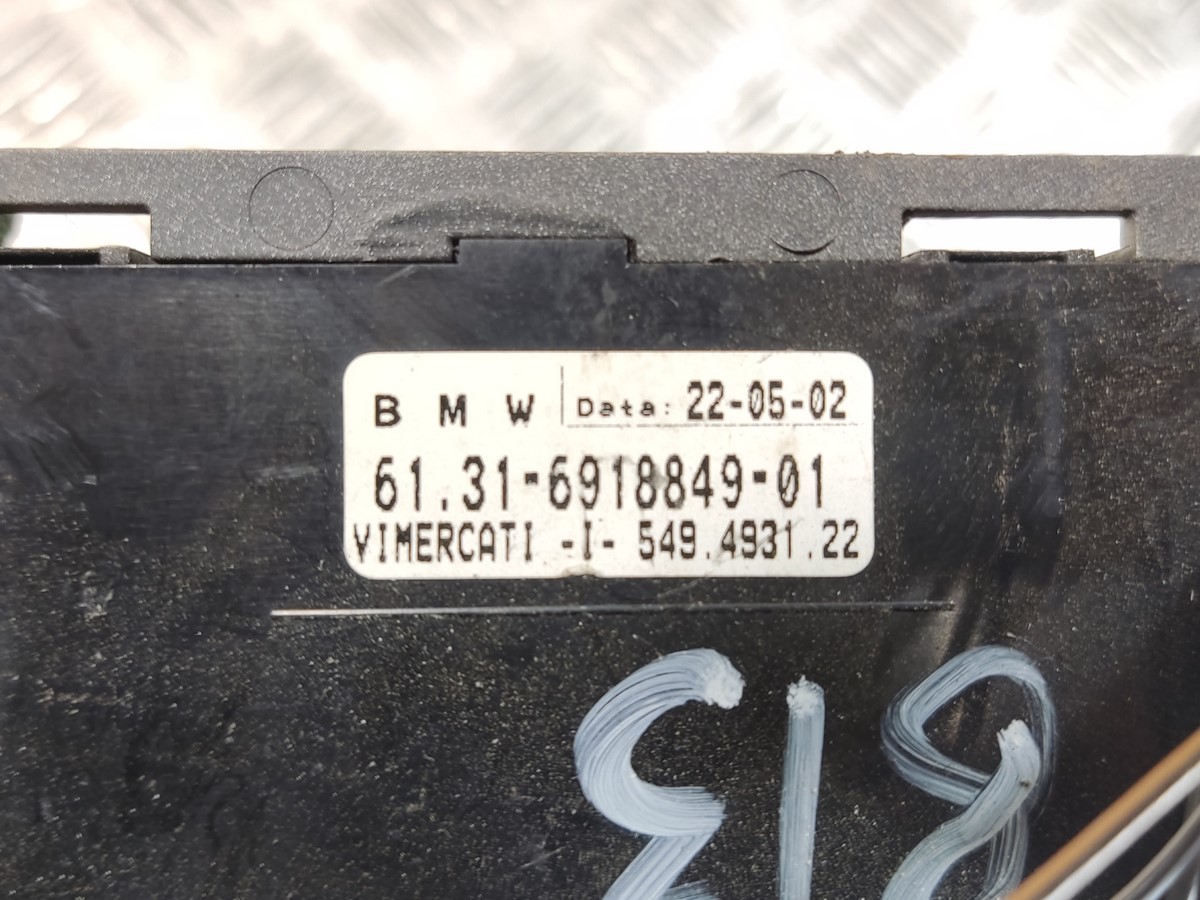 B M W Data: 22-05-02
61.31-6918849-01
VIMERCATI -I- 549.4931.22